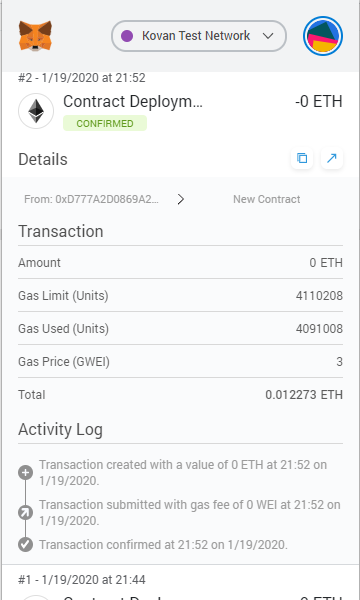 Kovan Test Network
#2 - 1/19/2020 at 21:52
Contract Deploym... -0 ETH
CONFIRMED
Details
From: 0xD777A2D0869A2... New Contract
Transaction
Amount 0 ETH
Gas Limit (Units) 4110208
Gas Used (Units) 4091008
Gas Price (GWEI) 3
Total 0.012273 ETH
Activity Log
Transaction created with a value of 0 ETH at 21:52 on
1/19/2020.
Transaction submitted with gas fee of 0 WEI at 21:52 on
1/19/2020.
Transaction confirmed at 21:52 on 1/19/2020.
#1 - 1/19/2020 at 21:44